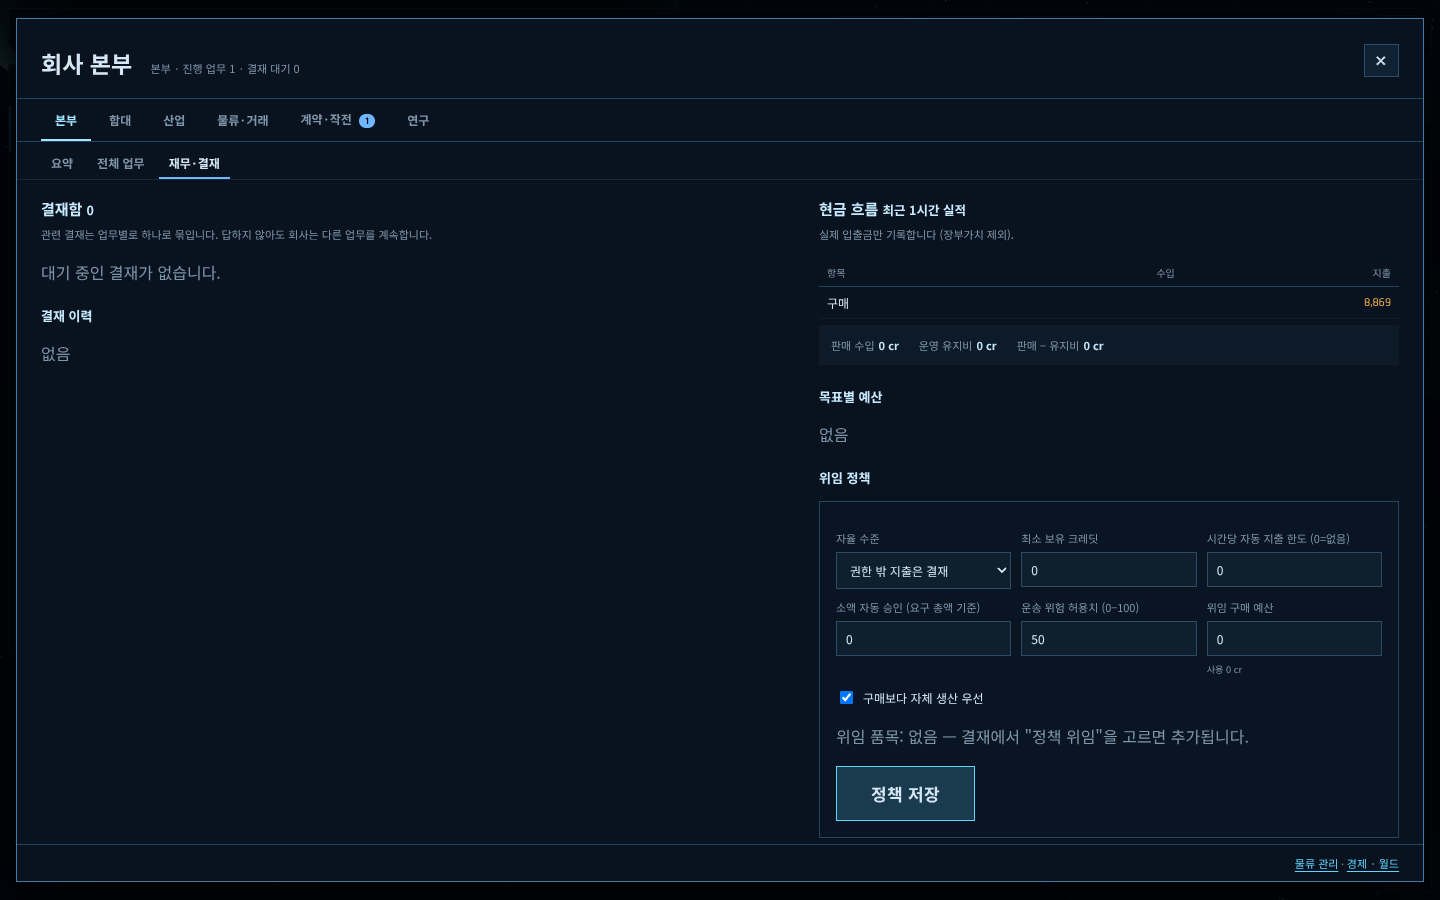 회사 본부
본부 · 진행 업무 1 · 결재 대기 0
×
본부
함대
산업
물류·거래
계약·작전 1
연구
요약
전체 업무
재무·결재
결재함 0
관련 결재는 업무별로 하나로 묶입니다. 답하지 않아도 회사는 다른 업무를 계속합니다.
대기 중인 결재가 없습니다.
결재 이력
없음
현금 흐름 최근 1시간 실적
실제 입출금만 기록합니다 (장부가치 제외).
항목 수입 지출
구매 8,869
판매 수입 0 cr 운영 유지비 0 cr 판매 − 유지비 0 cr
목표별 예산
없음
위임 정책
자율 수준 최소 보유 크레딧 시간당 자동 지출 한도 (0=없음)
권한 밖 지출은 결재 0 0
소액 자동 승인 (요구 총액 기준) 운송 위험 허용치 (0–100) 위임 구매 예산
0 50 0
사용 0 cr
구매보다 자체 생산 우선
위임 품목: 없음 — 결재에서 "정책 위임"을 고르면 추가됩니다.
정책 저장
물류 관리 · 경제 · 월드